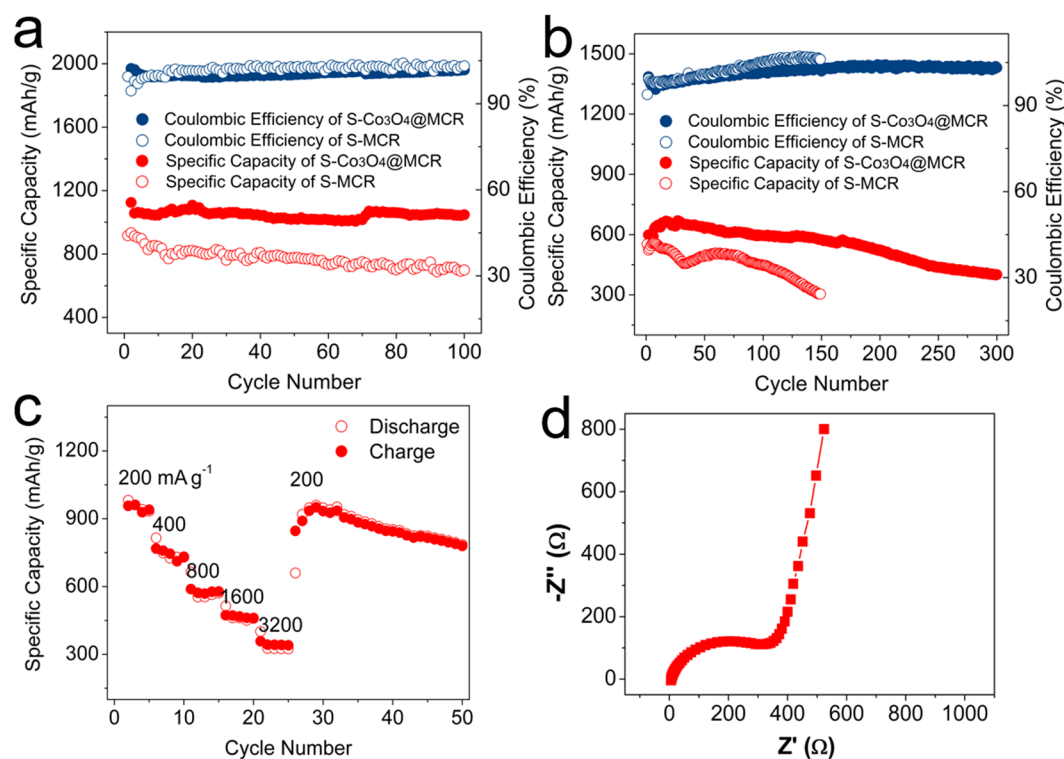 a
Specific Capacity (mAh/g)
2000
1600
1200
800
400
Coulombic Efficiency of S-Co₃O₄@MCR
Coulombic Efficiency of S-MCR
Specific Capacity of S-Co₃O₄@MCR
Specific Capacity of S-MCR
90
60
30
Coulombic Efficiency (%)
0 20 40 60 80 100
Cycle Number
b
Specific Capacity (mAh/g)
1500
1200
900
600
300
Coulombic Efficiency of S-Co₃O₄@MCR
Coulombic Efficiency of S-MCR
Specific Capacity of S-Co₃O₄@MCR
Specific Capacity of S-MCR
90
60
30
Coulombic Efficiency (%)
0 50 100 150 200 250 300
Cycle Number
c
Specific Capacity (mAh/g)
1200
900
600
300
Discharge
Charge
200 mA g⁻¹
400
800
1600
3200
200
0 10 20 30 40 50
Cycle Number
d
-Z'' (Ω)
800
600
400
200
0
0 200 400 600 800 1000
Z' (Ω)